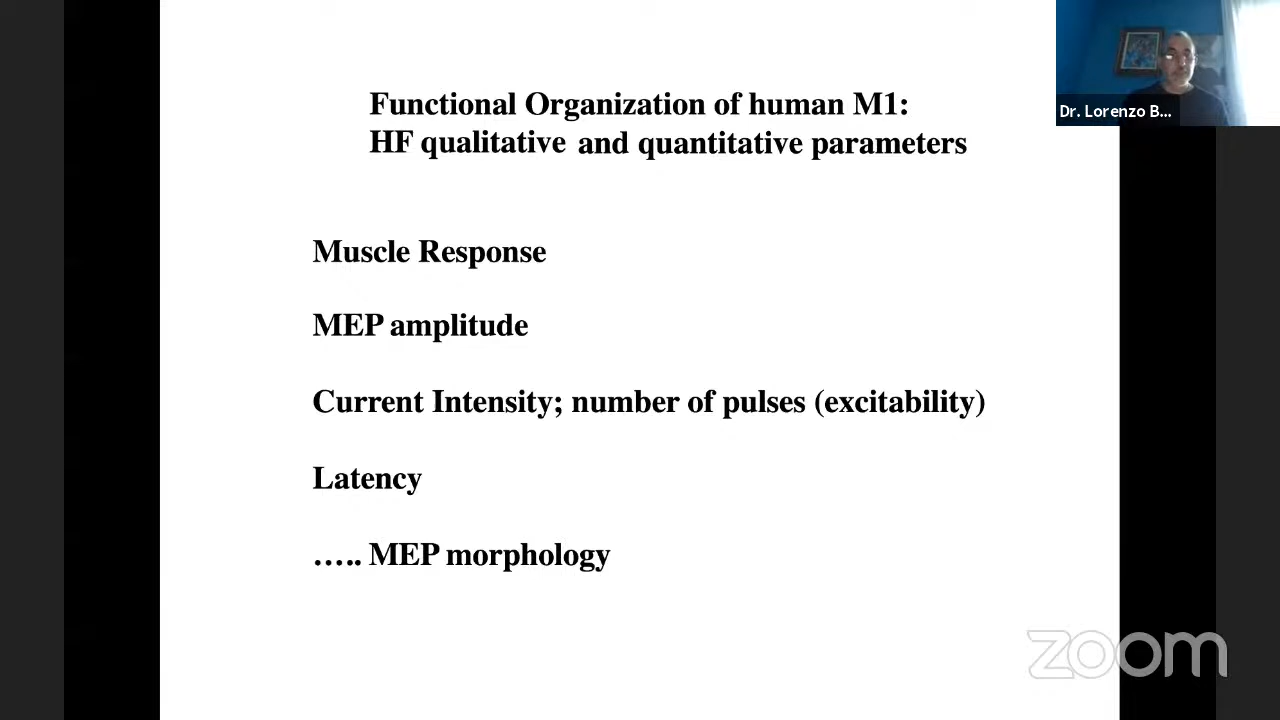 Functional Organization of human M1:
HF qualitative and quantitative parameters
Muscle Response
MEP amplitude
Current Intensity; number of pulses (excitability)
Latency
….. MEP morphology
Dr. Lorenzo B...
zoom